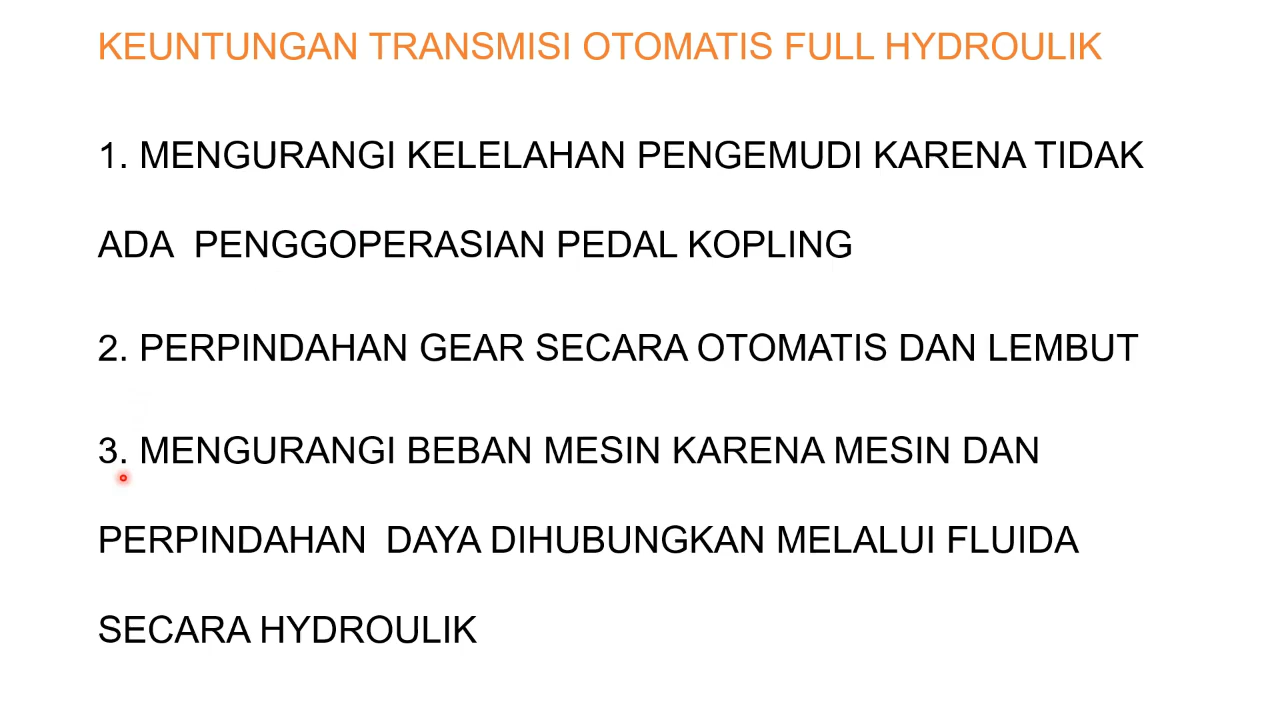 KEUNTUNGAN TRANSMISI OTOMATIS FULL HYDROULIK
1. MENGURANGI KELELAHAN PENGEMUDI KARENA TIDAK
ADA PENGGOPERASIAN PEDAL KOPLING
2. PERPINDAHAN GEAR SECARA OTOMATIS DAN LEMBUT
3. MENGURANGI BEBAN MESIN KARENA MESIN DAN
PERPINDAHAN DAYA DIHUBUNGKAN MELALUI FLUIDA
SECARA HYDROULIK